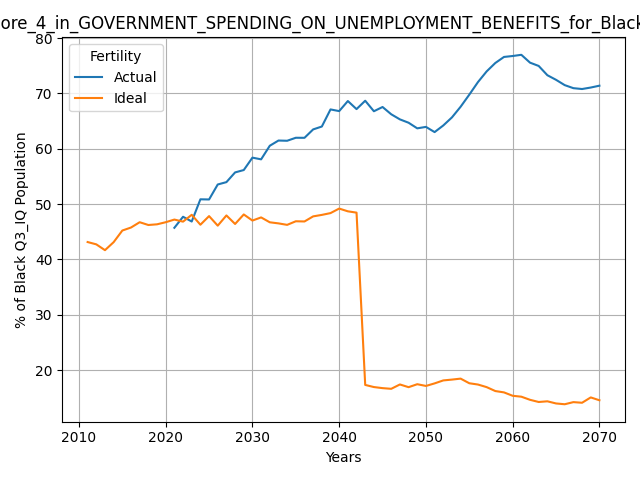 ore_4_in_GOVERNMENT_SPENDING_ON_UNEMPLOYMENT_BENEFITS_for_Black
Fertility
Actual
Ideal
% of Black Q3_IQ Population
80
70
60
50
40
30
20
2010 2020 2030 2040 2050 2060 2070
Years